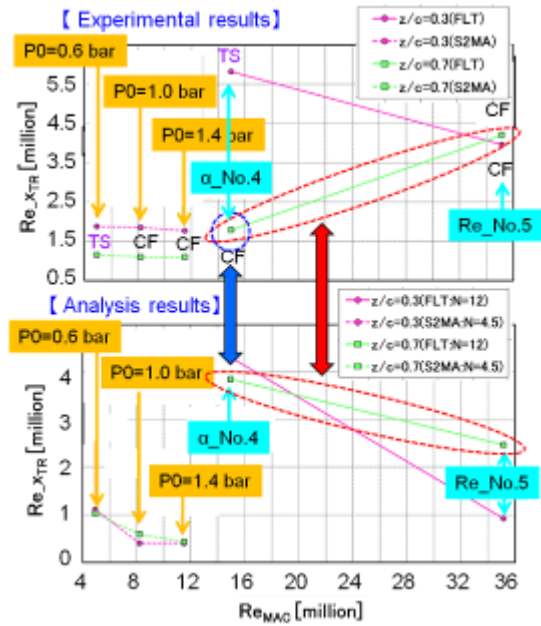 【 Experimental results】
z/c=0.3(FLT)
z/c=0.3(S2MA)
z/c=0.7(FLT)
z/c=0.7(S2MA)
P0=0.6 bar
P0=1.0 bar
P0=1.4 bar
TS
α_No.4
CF
CF
Re_No.5
TS
CF
CF
CF
5.5
4.5
3.5
2.5
1.5
0.5
Re_x_TR [million]
【 Analysis results】
z/c=0.3(FLT:N=12)
z/c=0.3(S2MA:N=4.5)
z/c=0.7(FLT:N=12)
z/c=0.7(S2MA:N=4.5)
P0=0.6 bar
P0=1.0 bar
P0=1.4 bar
α_No.4
Re_No.5
4
3
2
1
0
Re_x_TR [million]
4 8 12 16 20 24 28 32 36
Re_MAC [million]